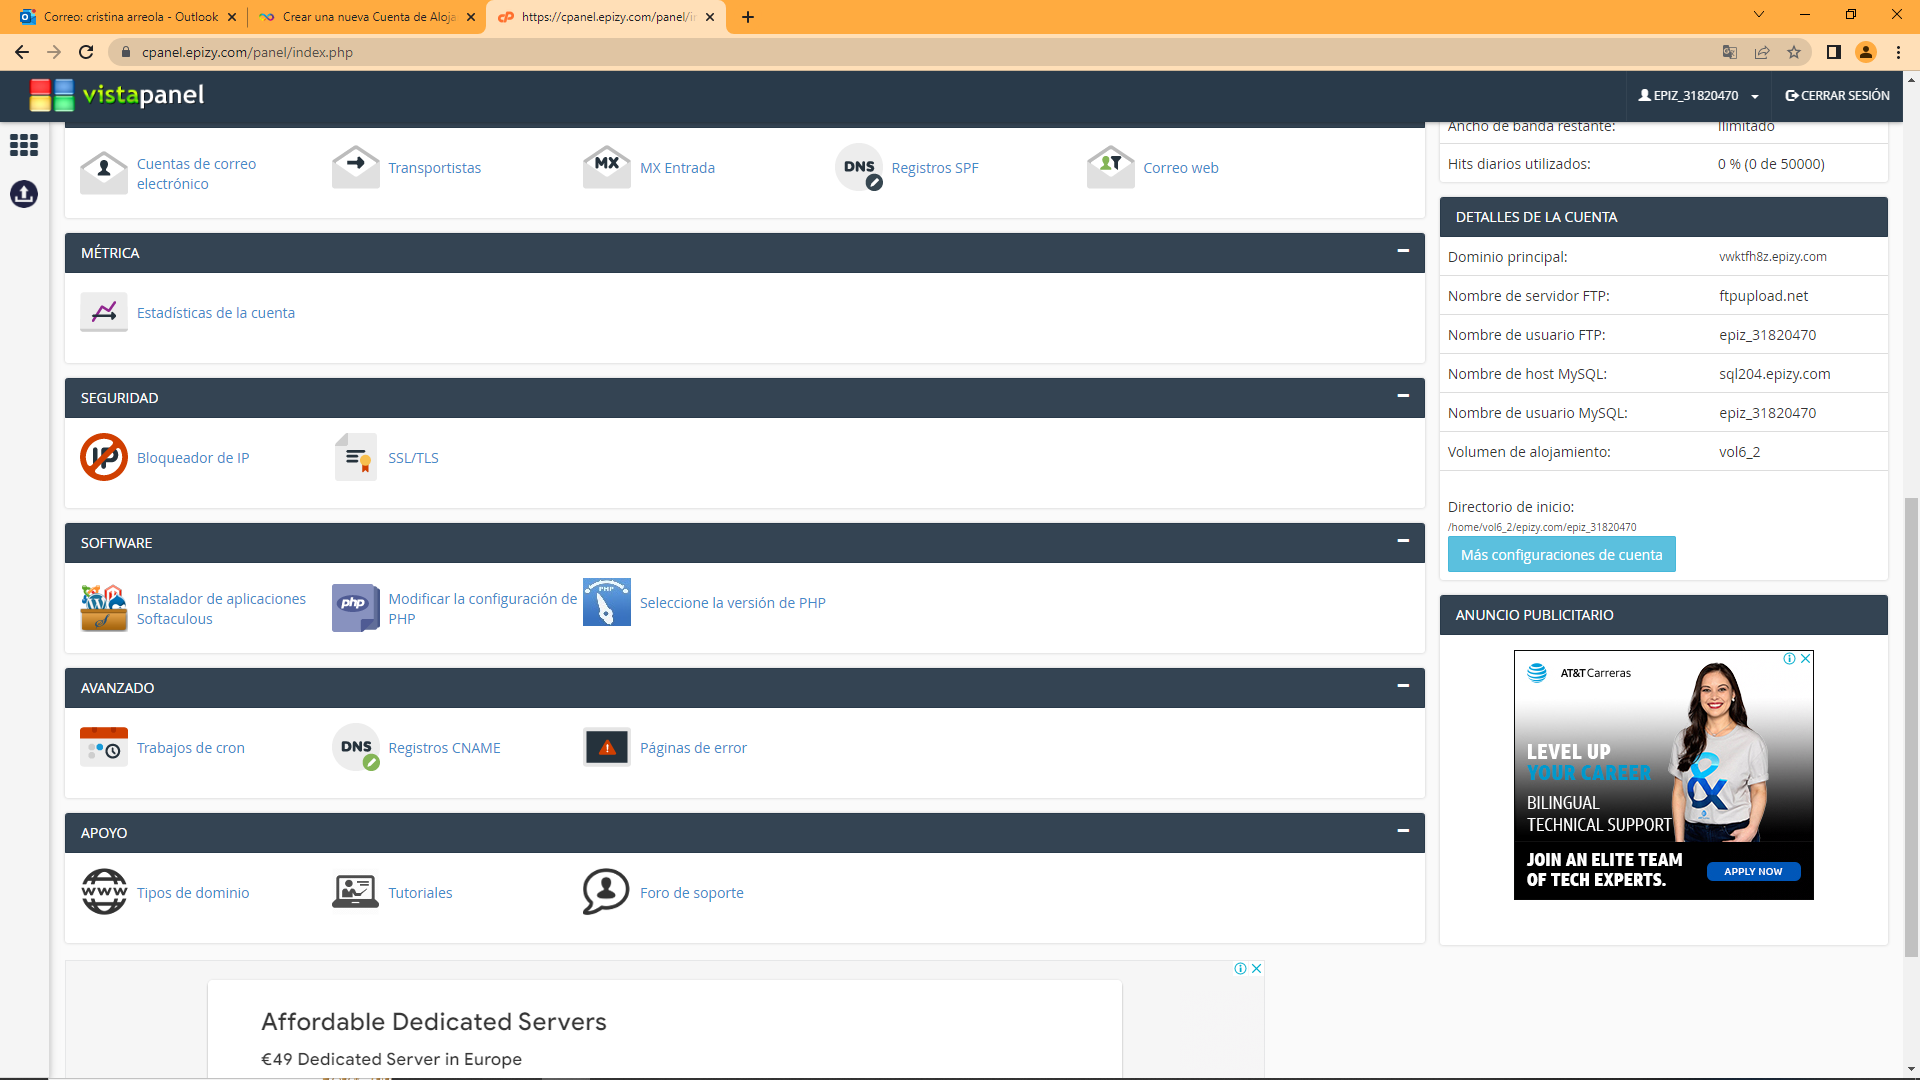 Correo: cristina arreola - Outlook
Crear una nueva Cuenta de Aloja
https://cpanel.epizy.com/panel/i
cpanel.epizy.com/panel/index.php
vistapanel
EPIZ_31820470
CERRAR SESIÓN
Cuentas de correo
electrónico
Transportistas
MX
MX Entrada
DNS
Registros SPF
Correo web
MÉTRICA
Estadísticas de la cuenta
SEGURIDAD
IP
Bloqueador de IP
SSL/TLS
SOFTWARE
Instalador de aplicaciones
Softaculous
php
Modificar la configuración de
PHP
PHP
Seleccione la versión de PHP
AVANZADO
Trabajos de cron
DNS
Registros CNAME
Páginas de error
APOYO
www
Tipos de dominio
Tutoriales
Foro de soporte
Affordable Dedicated Servers
€49 Dedicated Server in Europe
Ancho de banda restante: Ilimitado
Hits diarios utilizados: 0 % (0 de 50000)
DETALLES DE LA CUENTA
Dominio principal: vwktfh8z.epizy.com
Nombre de servidor FTP: ftpupload.net
Nombre de usuario FTP: epiz_31820470
Nombre de host MySQL: sql204.epizy.com
Nombre de usuario MySQL: epiz_31820470
Volumen de alojamiento: vol6_2
Directorio de inicio:
/home/vol6_2/epizy.com/epiz_31820470
Más configuraciones de cuenta
ANUNCIO PUBLICITARIO
AT&T Carreras
LEVEL UP
YOUR CAREER
BILINGUAL
TECHNICAL SUPPORT
JOIN AN ELITE TEAM
OF TECH EXPERTS.
APPLY NOW